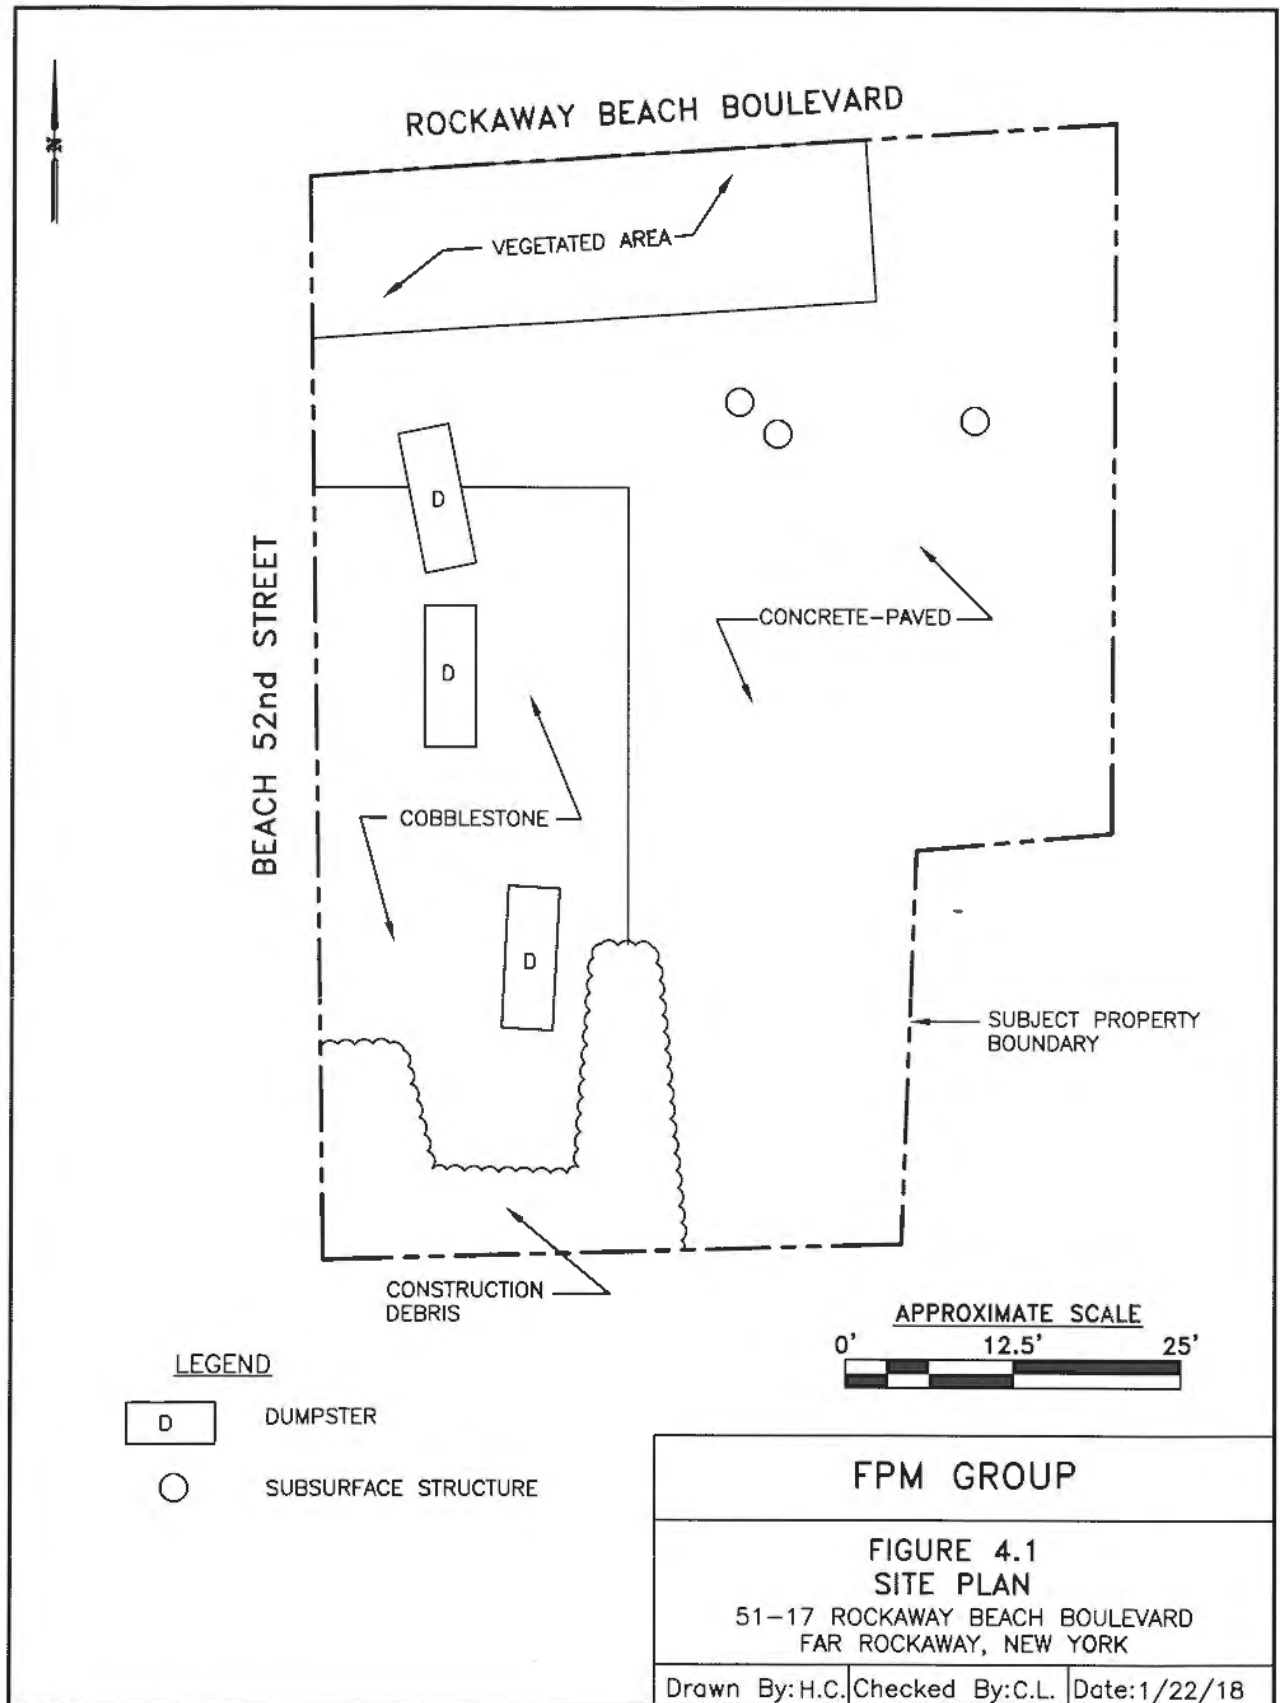 N
ROCKAWAY BEACH BOULEVARD
VEGETATED AREA
D
BEACH 52nd STREET
D
CONCRETE-PAVED
COBBLESTONE
D
SUBJECT PROPERTY
BOUNDARY
CONSTRUCTION
DEBRIS
APPROXIMATE SCALE
0' 12.5' 25'
LEGEND
D DUMPSTER
SUBSURFACE STRUCTURE
FPM GROUP
FIGURE 4.1
SITE PLAN
51-17 ROCKAWAY BEACH BOULEVARD
FAR ROCKAWAY, NEW YORK
Drawn By: H.C. Checked By: C.L. Date: 1/22/18